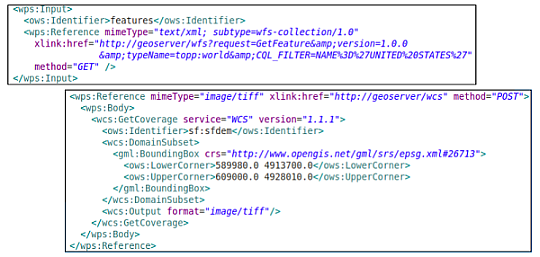 <wps:Input>
<ows:Identifier>features</ows:Identifier>
<wps:Reference mimeType="text/xml; subtype=wfs-collection/1.0"
xlink:href="http://geoserver/wfs?request=GetFeature&amp;version=1.0.0
&amp;typeName=topp:world&amp;CQL_FILTER=NAME%3D%27UNITED%20STATES%27"
method="GET" />
</wps:Input>
<wps:Reference mimeType="image/tiff" xlink:href="http://geoserver/wcs" method="POST">
<wps:Body>
<wcs:GetCoverage service="WCS" version="1.1.1">
<ows:Identifier>sf:sfdem</ows:Identifier>
<wcs:DomainSubset>
<gml:BoundingBox crs="http://www.opengis.net/gml/srs/epsg.xml#26713">
<ows:LowerCorner>589980.0 4913700.0</ows:LowerCorner>
<ows:UpperCorner>609000.0 4928010.0</ows:UpperCorner>
</gml:BoundingBox>
</wcs:DomainSubset>
<wcs:Output format="image/tiff"/>
</wcs:GetCoverage>
</wps:Body>
</wps:Reference>